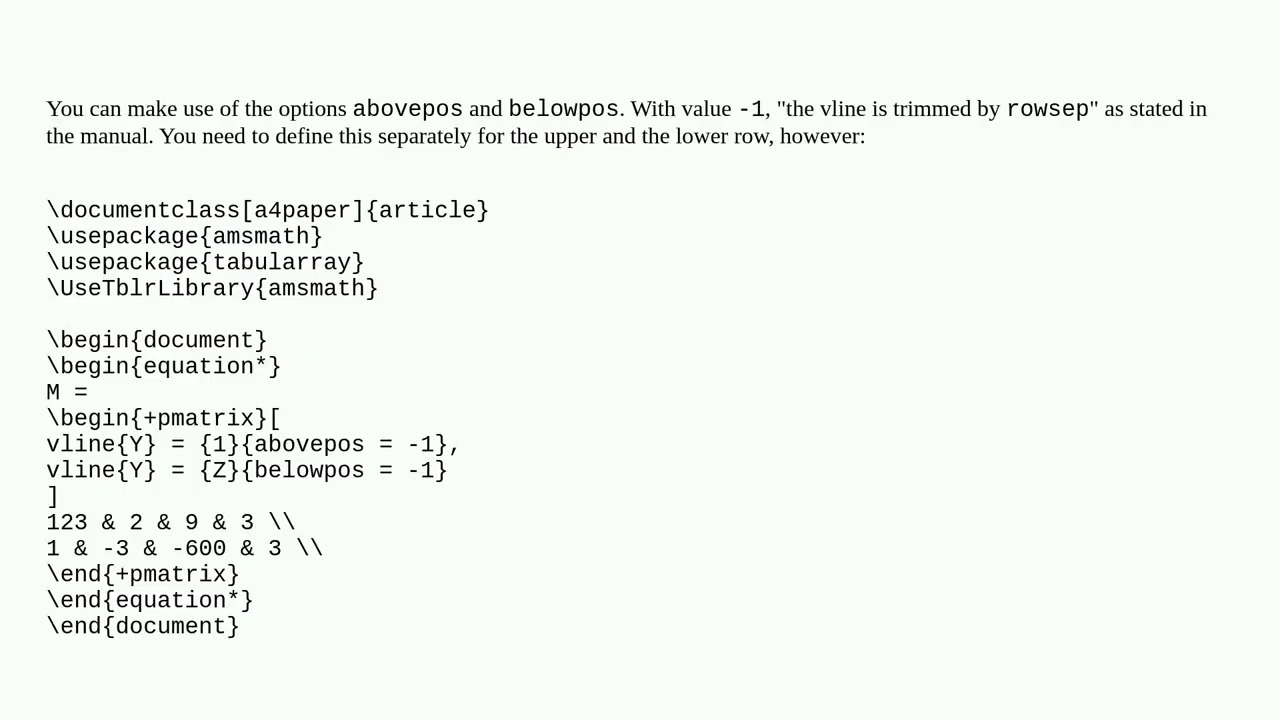 You can make use of the options abovepos and belowpos. With value -1, "the vline is trimmed by rowsep" as stated in
the manual. You need to define this separately for the upper and the lower row, however:
\documentclass[a4paper]{article}
\usepackage{amsmath}
\usepackage{tabularray}
\UseTblrLibrary{amsmath}
\begin{document}
\begin{equation*}
M =
\begin{+pmatrix}[
vline{Y} = {1}{abovepos = -1},
vline{Y} = {Z}{belowpos = -1}
]
123 & 2 & 9 & 3 \\
1 & -3 & -600 & 3 \\
\end{+pmatrix}
\end{equation*}
\end{document}